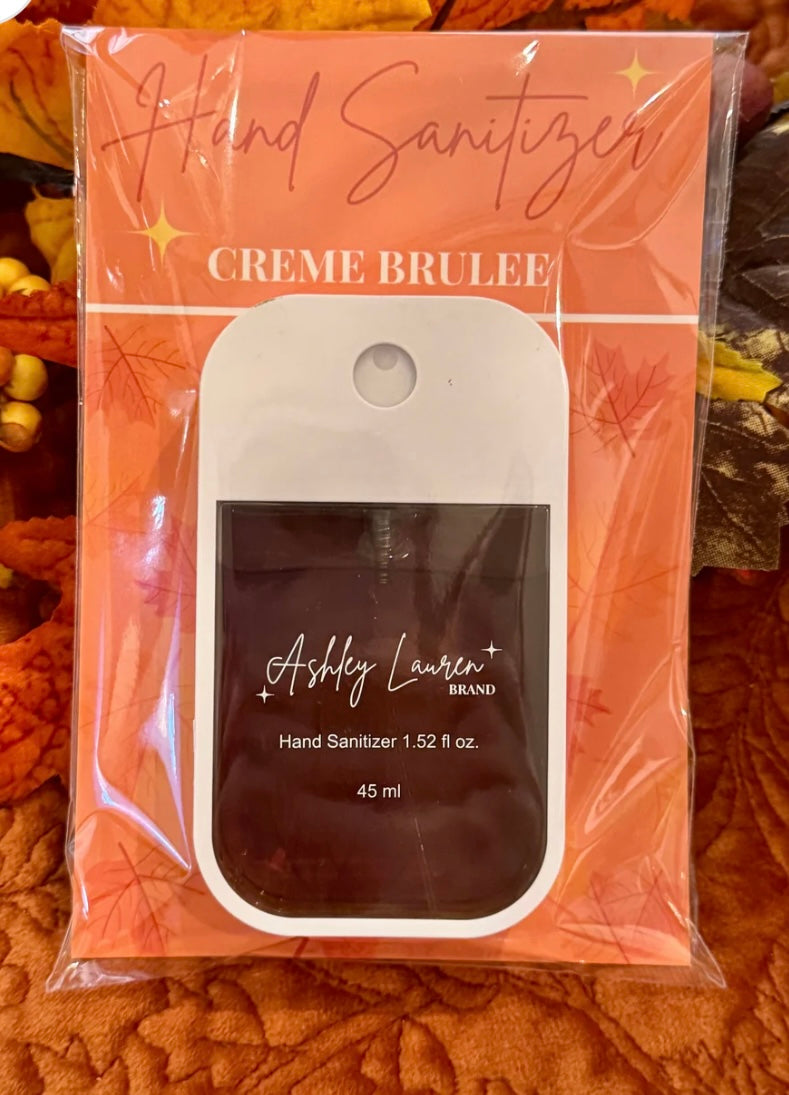 Hand Sanitizer
CREME BRULEE
Ashley Lauren
BRAND
Hand Sanitizer 1.52 fl oz.
45 ml